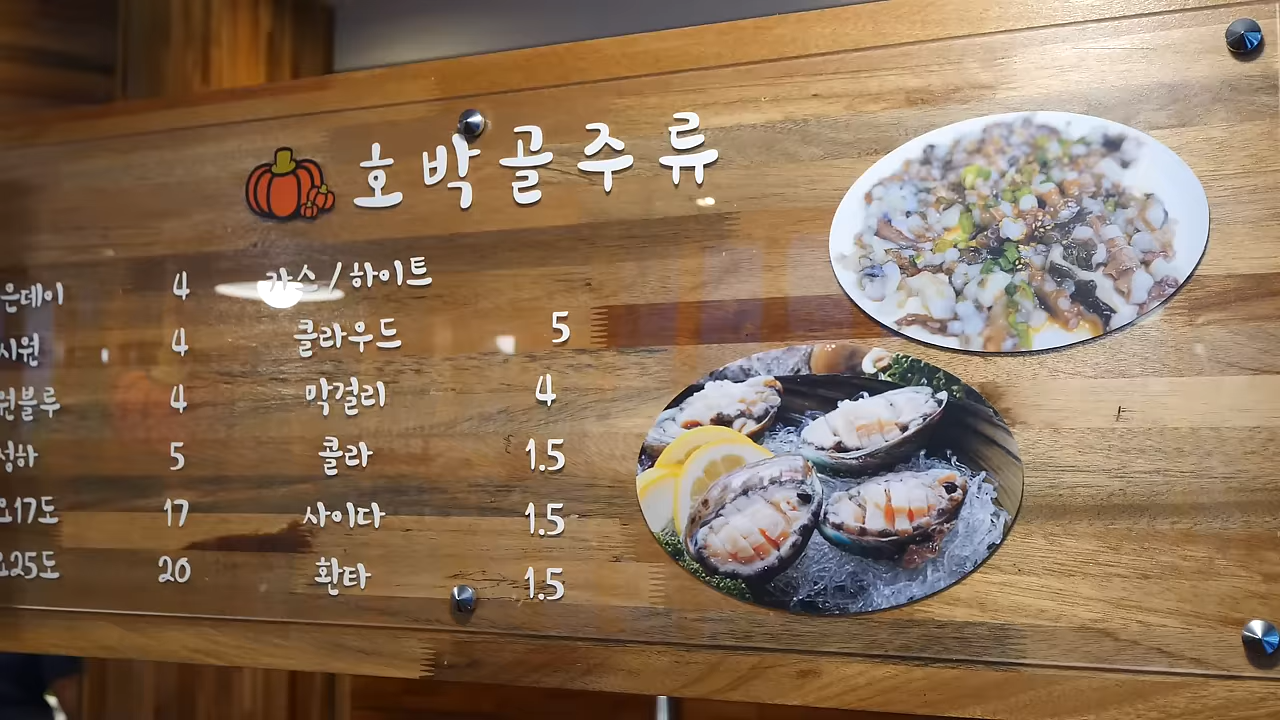 호박골주류
은데이 4
시원 4
원블루 4
성하 5
요17도 17
요25도 20
카스/하이트
클라우드 5
막걸리 4
콜라 1.5
사이다 1.5
환타 1.5